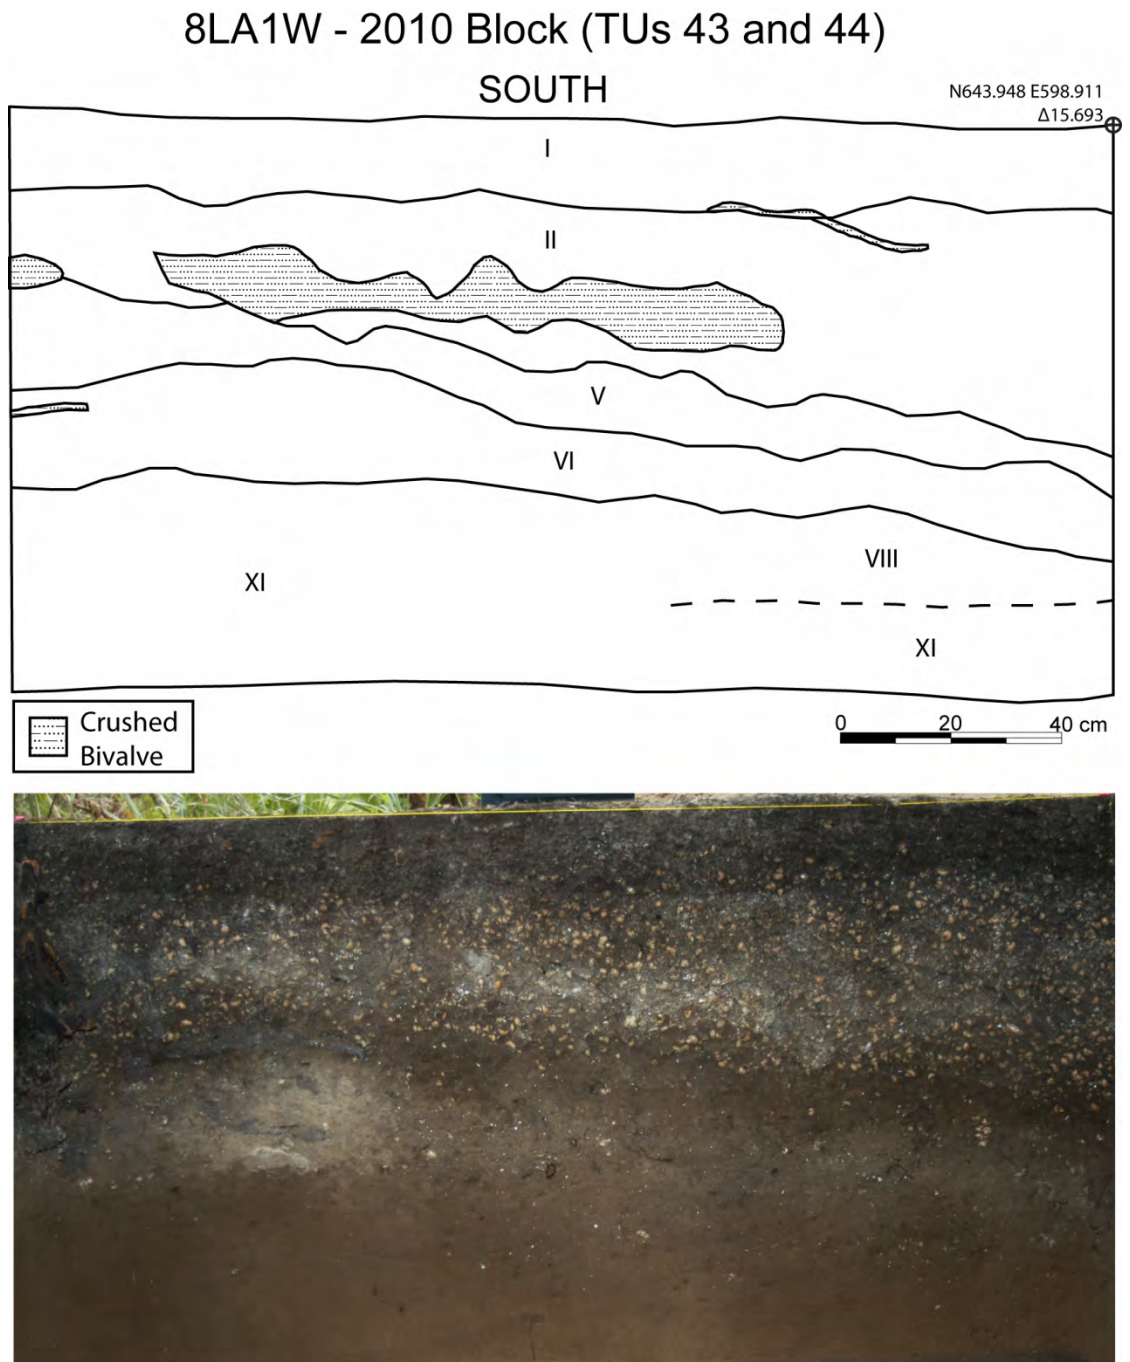 8LA1W - 2010 Block (TUs 43 and 44)
SOUTH
N643.948 E598.911
Δ15.693
I
II
V
VI
VIII
XI
XI
Crushed
Bivalve
0 20 40 cm